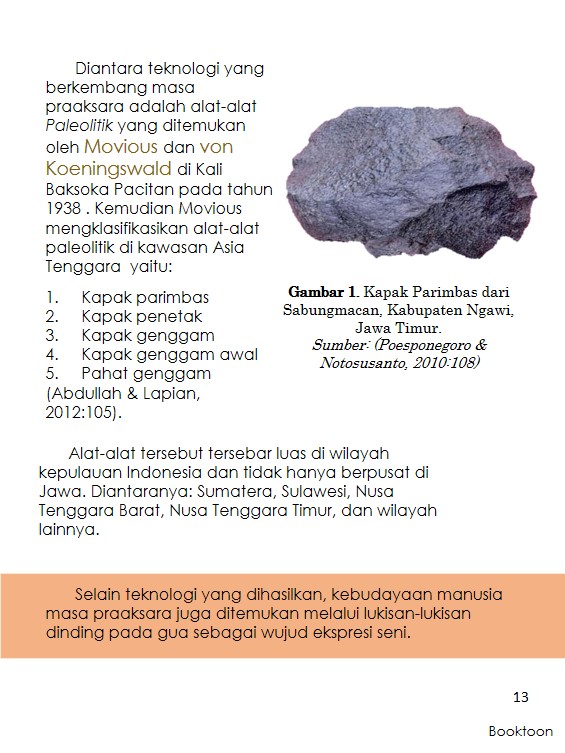 Diantara teknologi yang
berkembang masa
praaksara adalah alat-alat
Paleolitik yang ditemukan
oleh Movious dan von
Koeningswald di Kali
Baksoka Pacitan pada tahun
1938 . Kemudian Movious
mengklasifikasikan alat-alat
paleolitik di kawasan Asia
Tenggara yaitu:
1. Kapak parimbas
2. Kapak penetak
3. Kapak genggam
4. Kapak genggam awal
5. Pahat genggam
(Abdullah & Lapian,
2012:105).
Gambar 1. Kapak Parimbas dari
Sabungmacan, Kabupaten Ngawi,
Jawa Timur.
Sumber: (Poesponegoro &
Notosusanto, 2010:108)
Alat-alat tersebut tersebar luas di wilayah
kepulauan Indonesia dan tidak hanya berpusat di
Jawa. Diantaranya: Sumatera, Sulawesi, Nusa
Tenggara Barat, Nusa Tenggara Timur, dan wilayah
lainnya.
Selain teknologi yang dihasilkan, kebudayaan manusia
masa praaksara juga ditemukan melalui lukisan-lukisan
dinding pada gua sebagai wujud ekspresi seni.
13
Booktoon